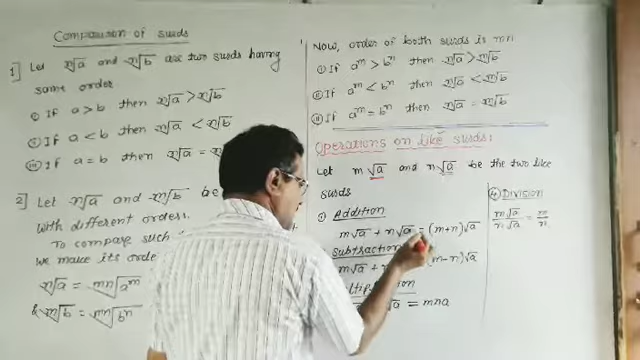 Comparison of surds
1] Let ⁿ√a and ⁿ√b are two surds having
same order
① If a > b then ⁿ√a > ⁿ√b
② If a < b then ⁿ√a < ⁿ√b
③ If a = b then ⁿ√a =
2] Let ⁿ√a and ᵐ√b
With different orders.
To compare such
we make its order
ⁿ√a = ᵐⁿ√aᵐ
& ᵐ√b = ᵐⁿ√bⁿ
Now, order of both surds is mn
① If aᵐ > bⁿ then ⁿ√a > ᵐ√b
② If aᵐ < bⁿ then ⁿ√a < ᵐ√b
③ If aᵐ = bⁿ then ⁿ√a = ᵐ√b
Operations on like surds:
Let m√a and n√a be the two like
surds
① Addition
m√a + n√a = (m+n)√a
Subtraction
m√a (m-n)√a
√a = mna
④ Division
m√a / n√a = m/n